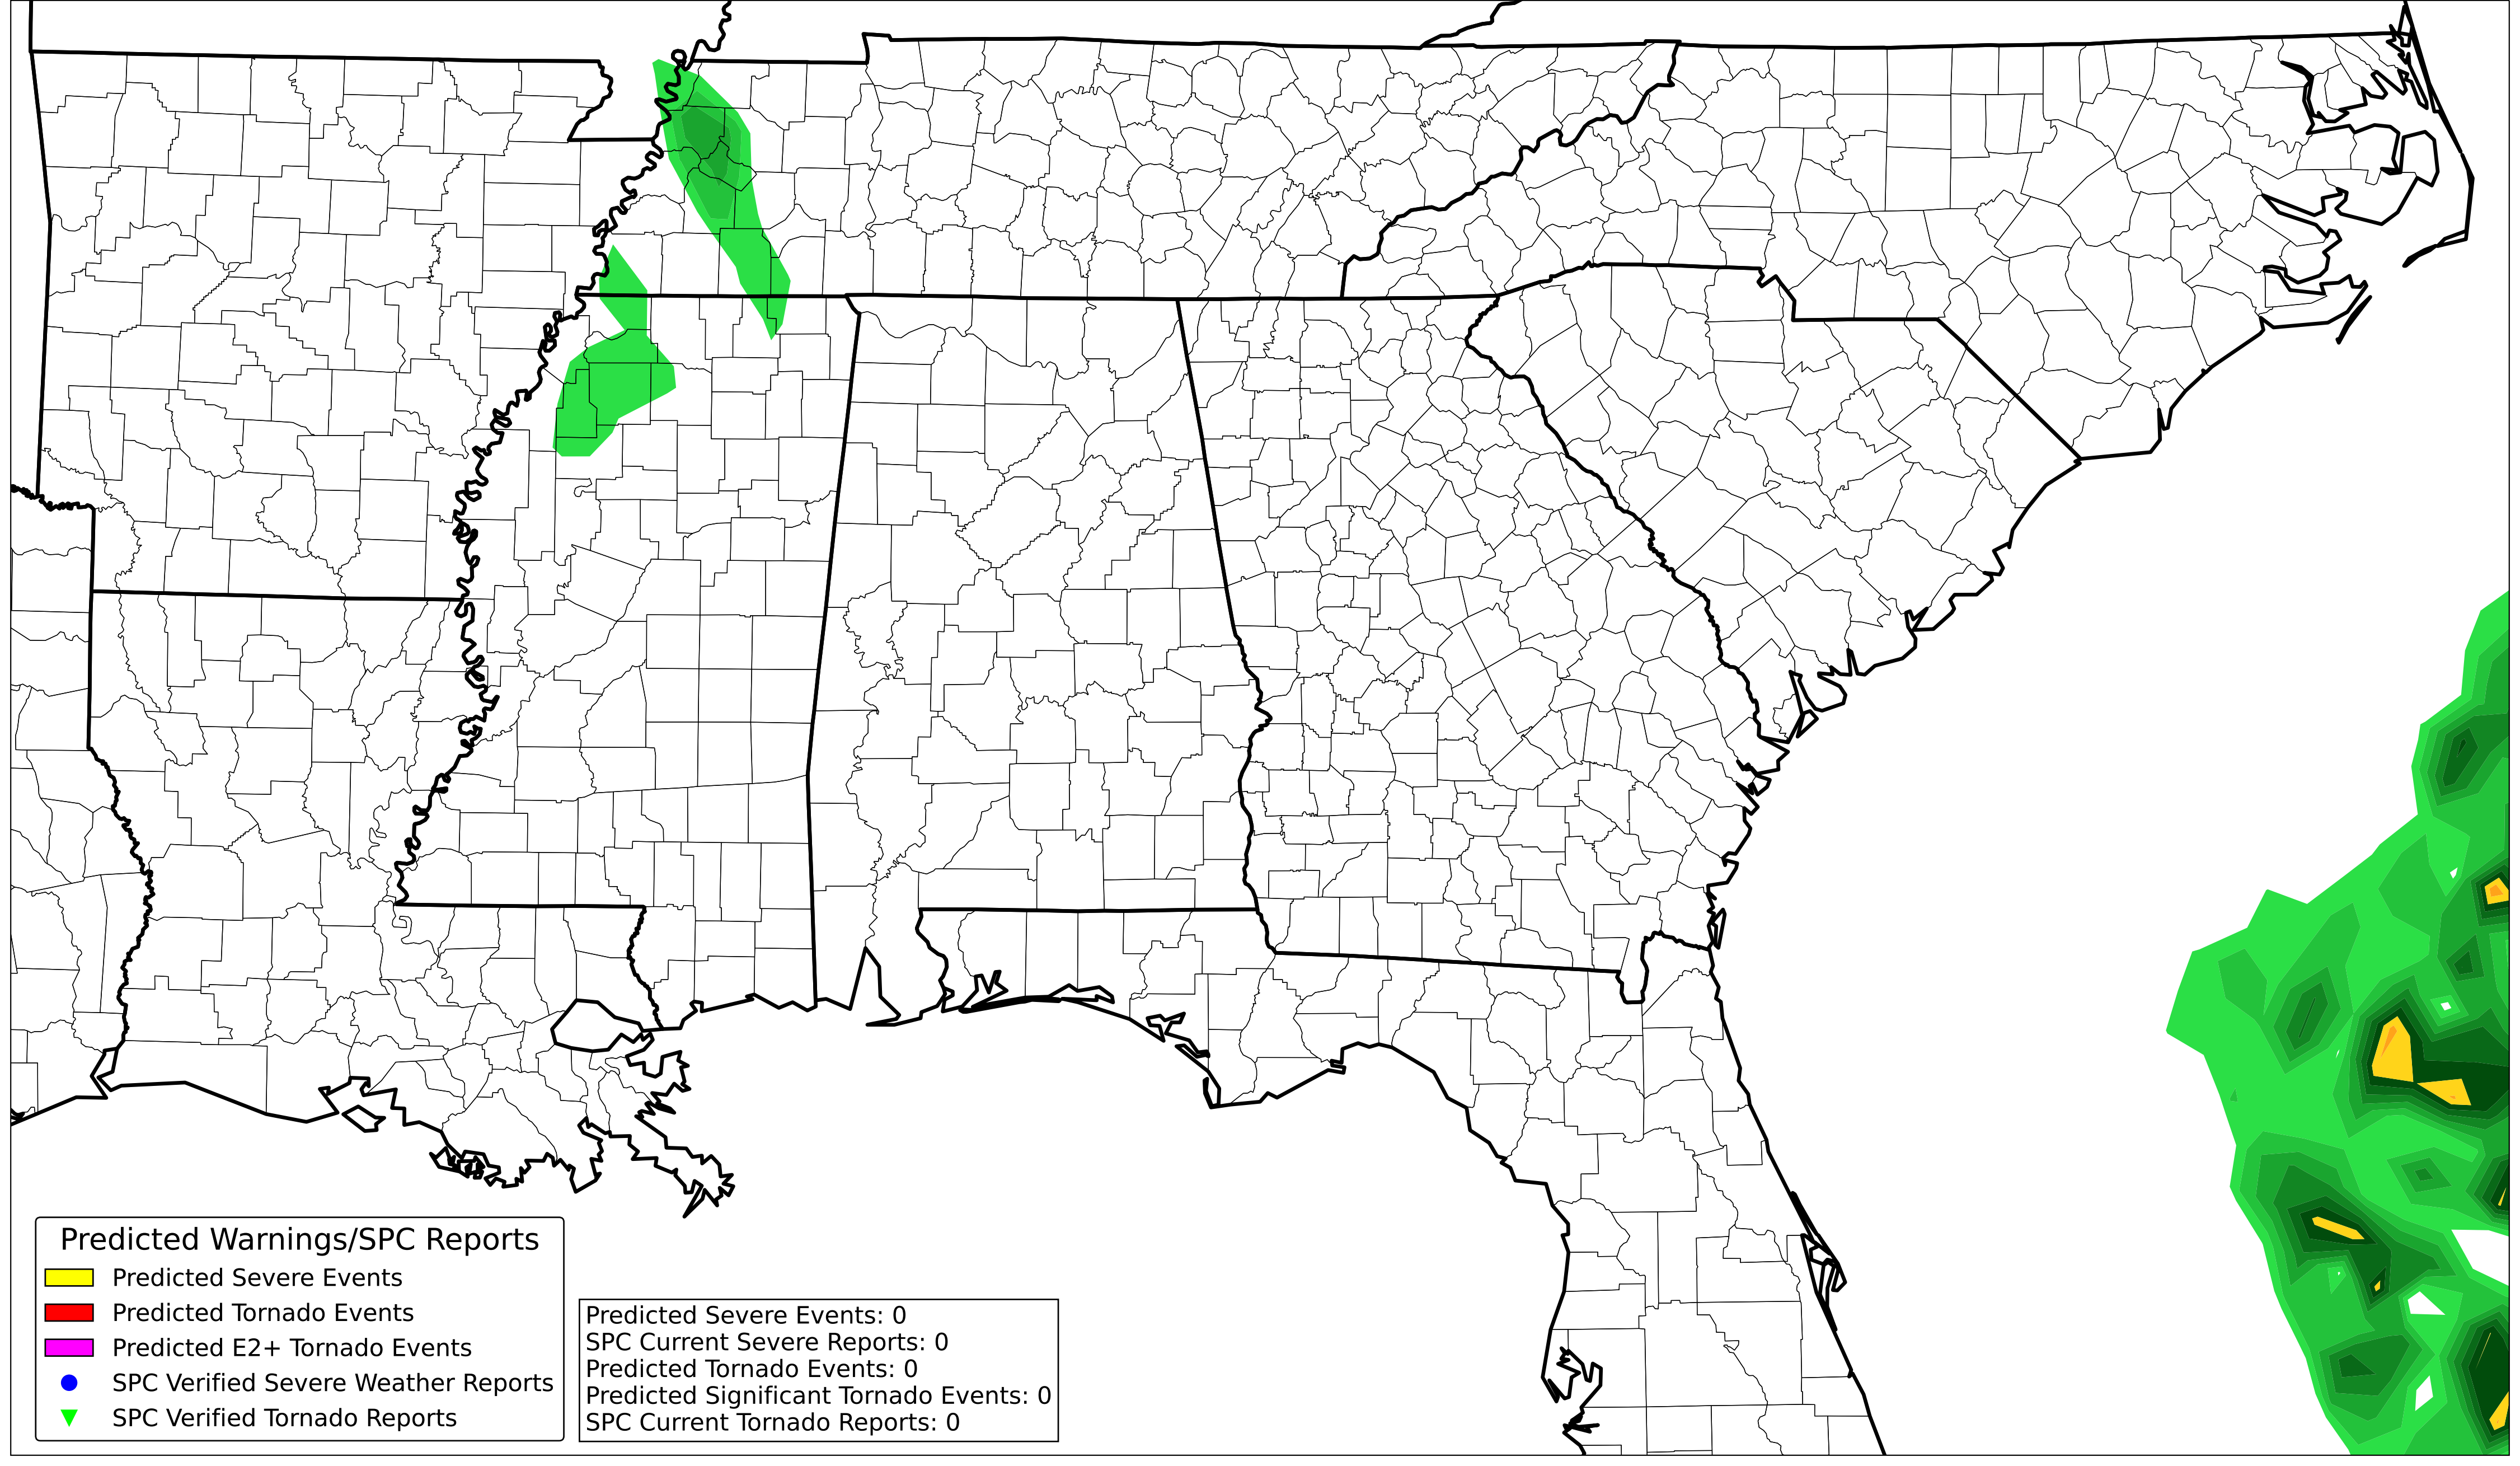 Predicted Warnings/SPC Reports
Predicted Severe Events
Predicted Tornado Events
Predicted E2+ Tornado Events
SPC Verified Severe Weather Reports
SPC Verified Tornado Reports
Predicted Severe Events: 0
SPC Current Severe Reports: 0
Predicted Tornado Events: 0
Predicted Significant Tornado Events: 0
SPC Current Tornado Reports: 0